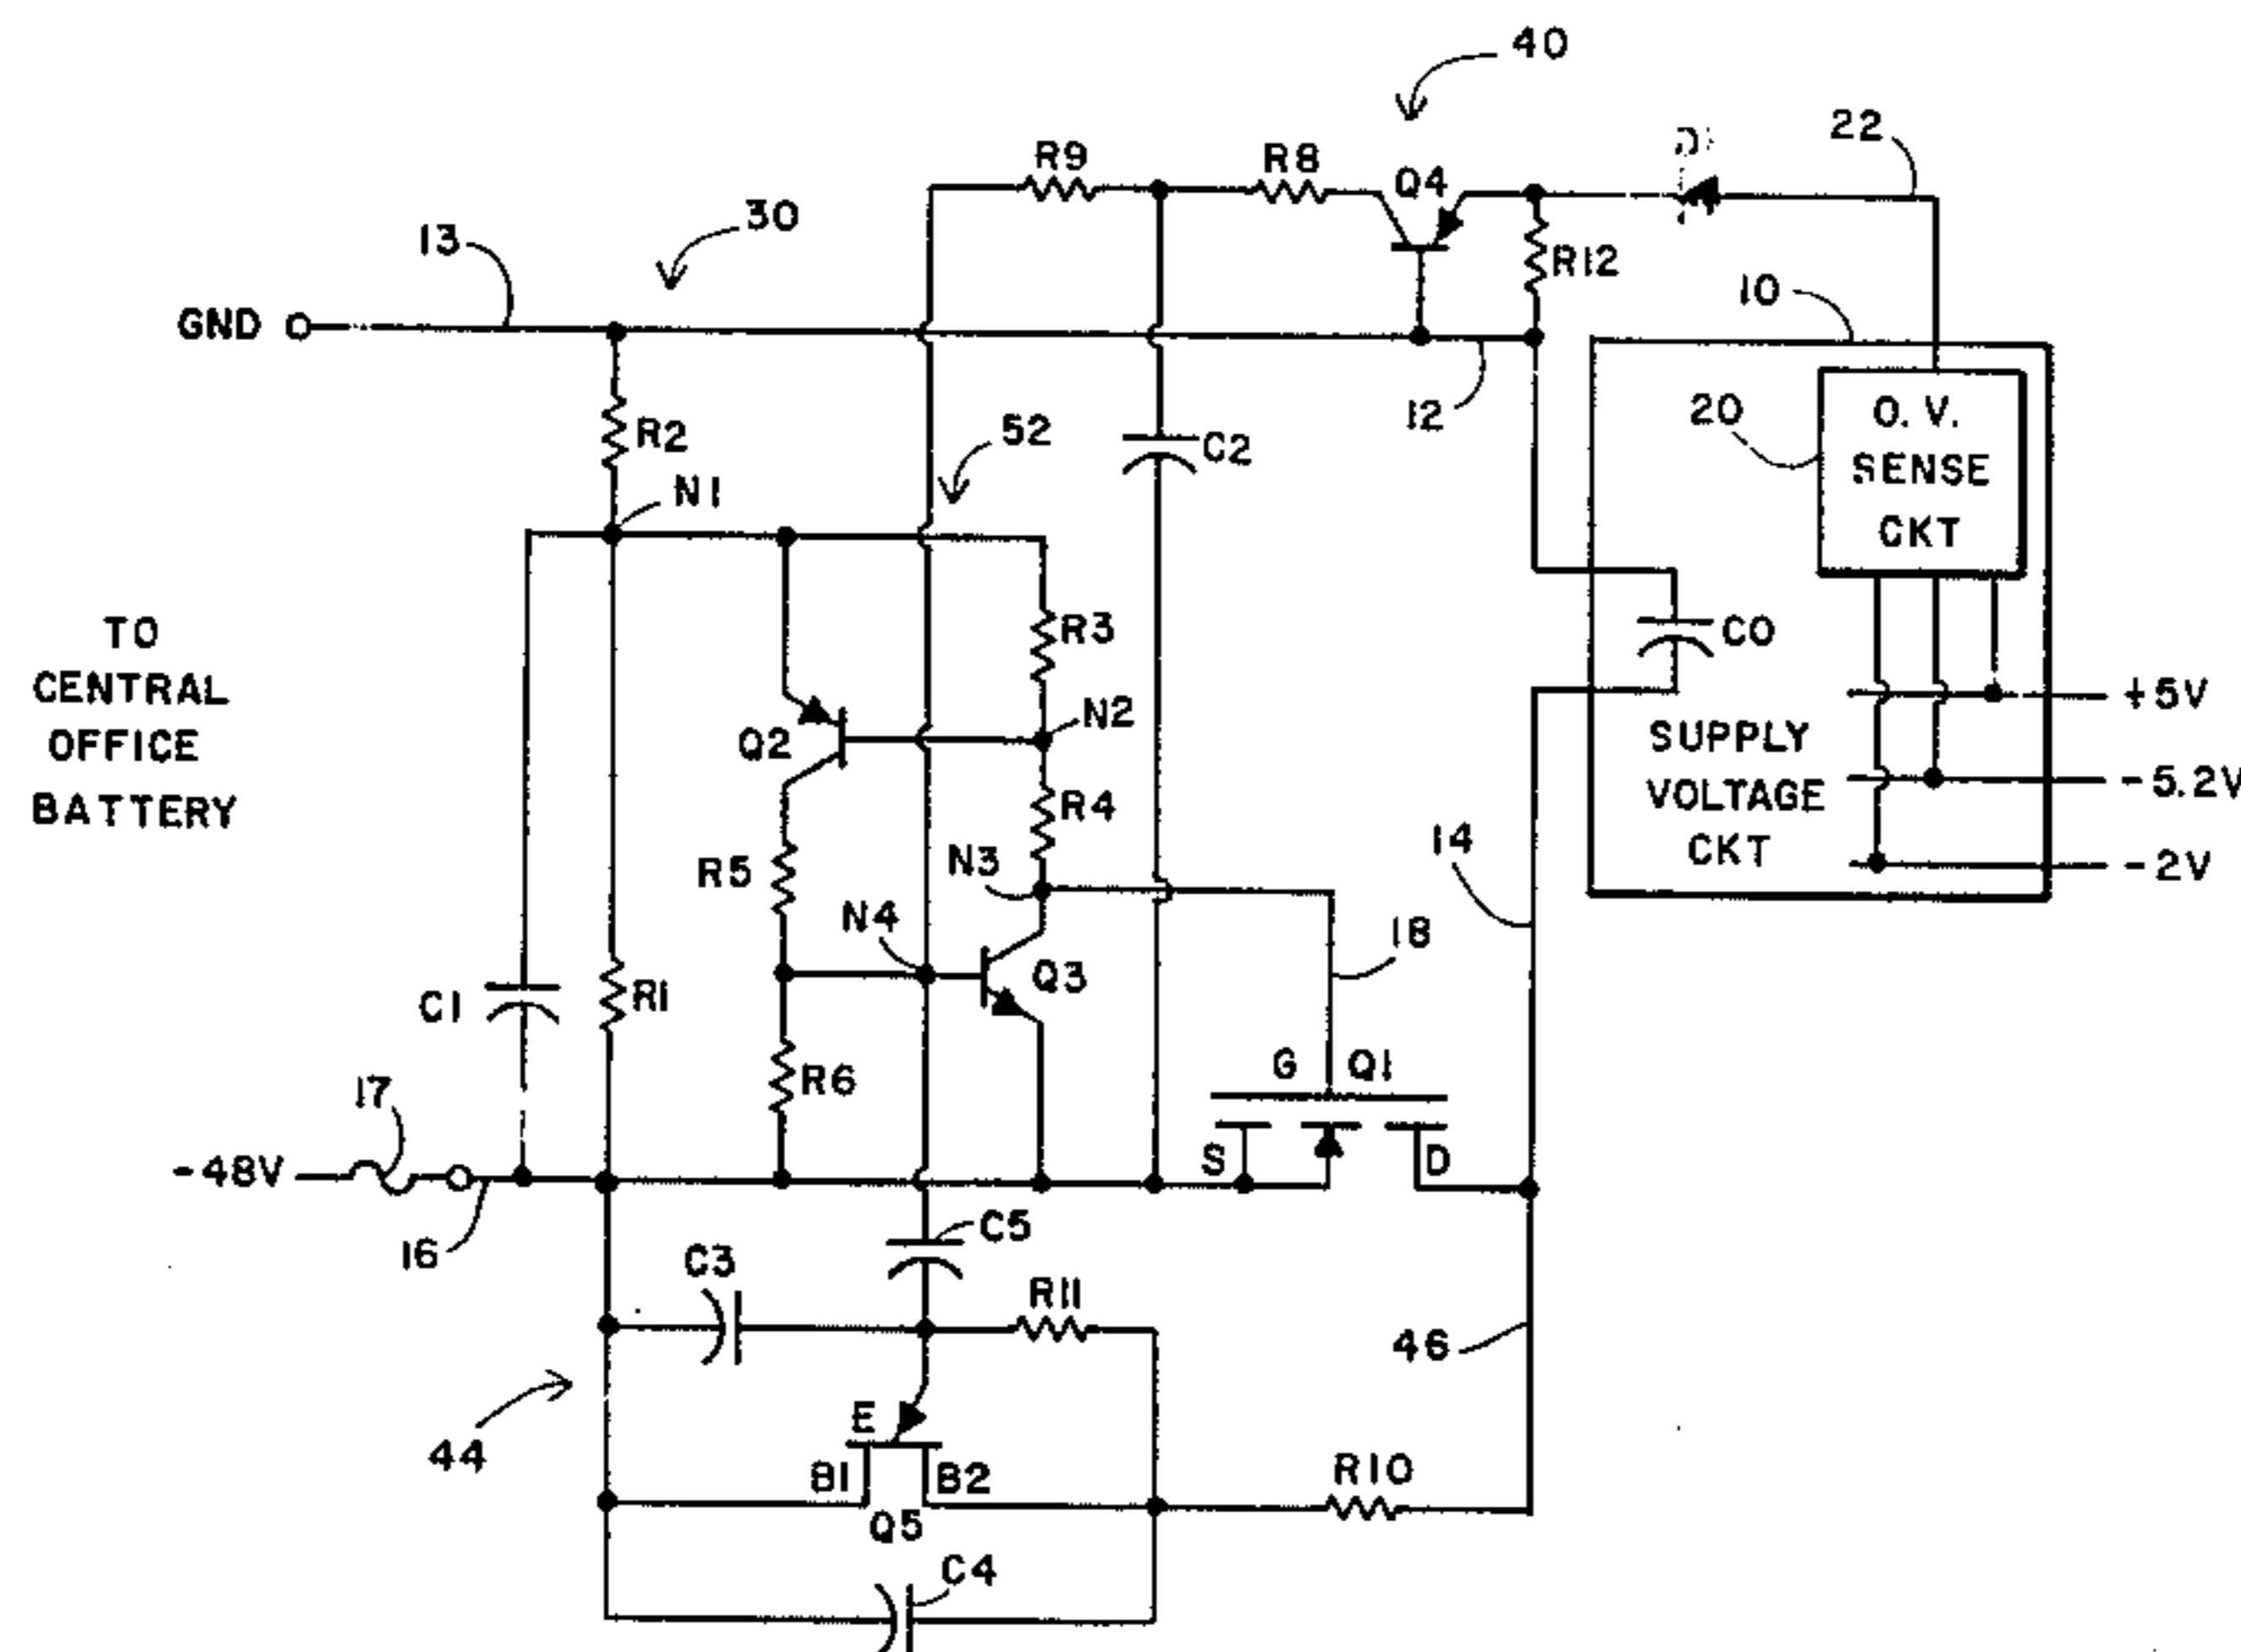 40
22
R9
R8
Q4
30
13
R12
10
GND
12
O. V.
SENSE
CKT
20
R2
52
C2
N1
TO
CENTRAL
OFFICE
BATTERY
R3
CO
N2
Q2
+5V
SUPPLY
VOLTAGE
CKT
-5.2V
-2V
R4
14
N3
R5
N4
18
Q3
C1
R1
R6
G
Q1
17
S
D
-48V
16
C5
C3
R11
46
44
E
B1
B2
Q5
R10
C4